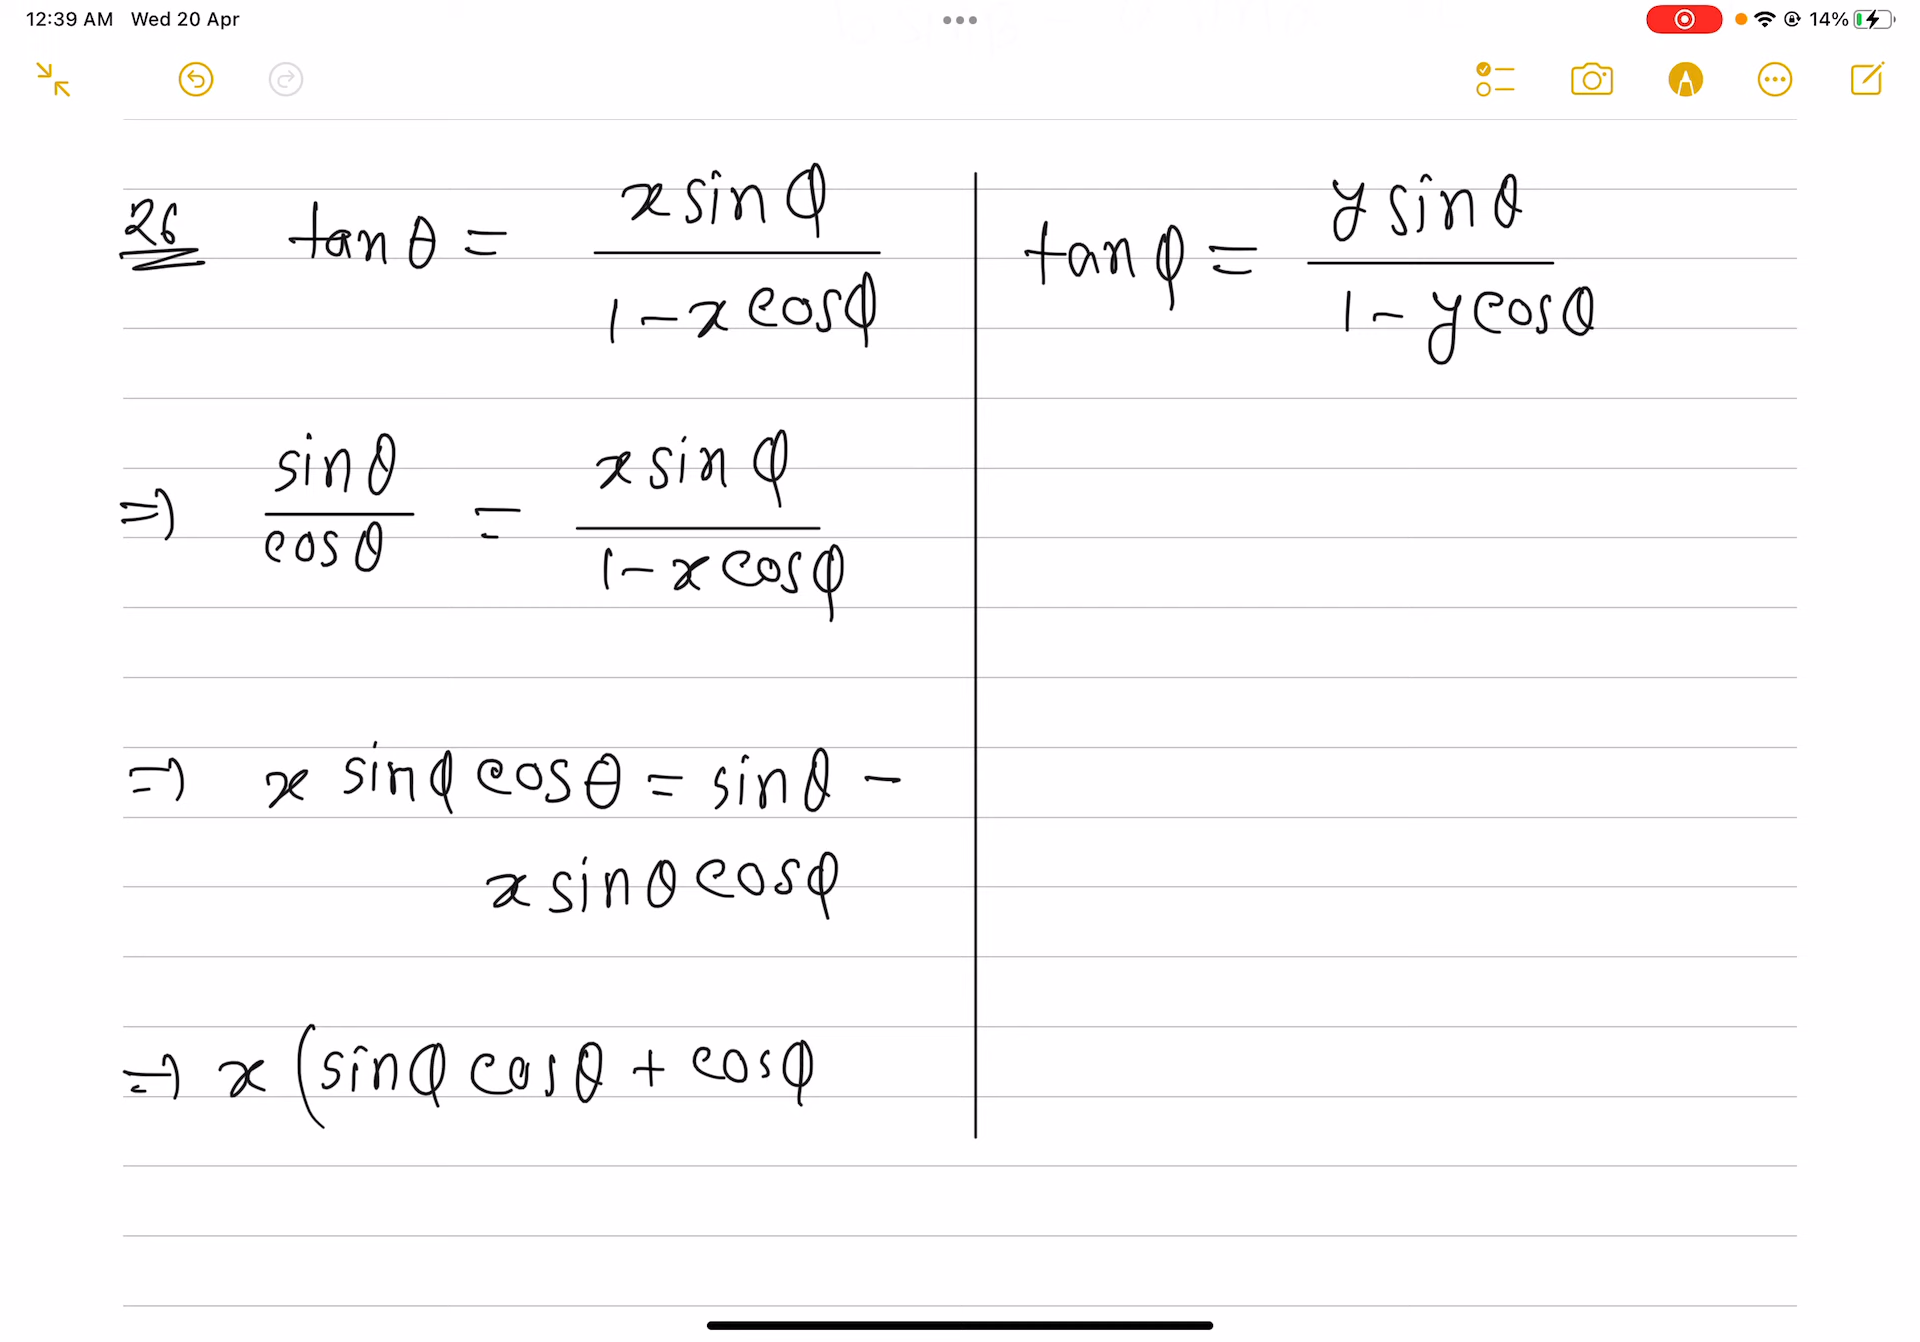 12:39 AM Wed 20 Apr
14%
26 tan θ = x sin φ / 1 - x cos φ
tan φ = y sin θ / 1 - y cos θ
⇒ sin θ / cos θ = x sin φ / 1 - x cos φ
⇒ x sin φ cos θ = sin θ -
x sin θ cos φ
⇒ x (sin φ cos θ + cos φ